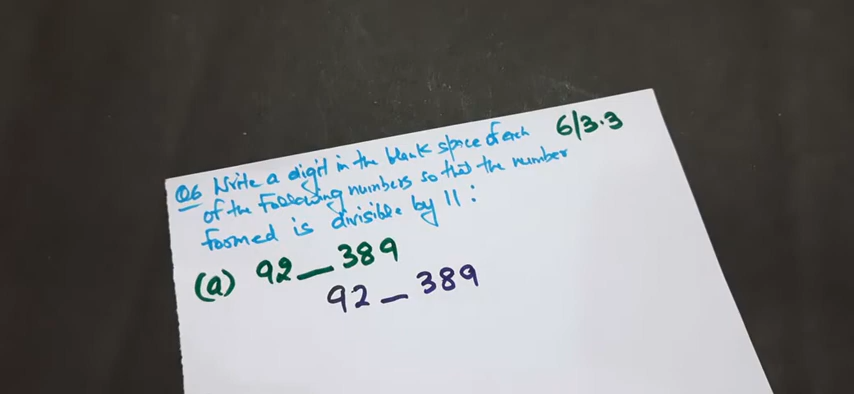 Q6 Write a digit in the blank space of each
6/3.3
of the following numbers so that the number
formed is divisible by 11:
(a) 92_389
92_389